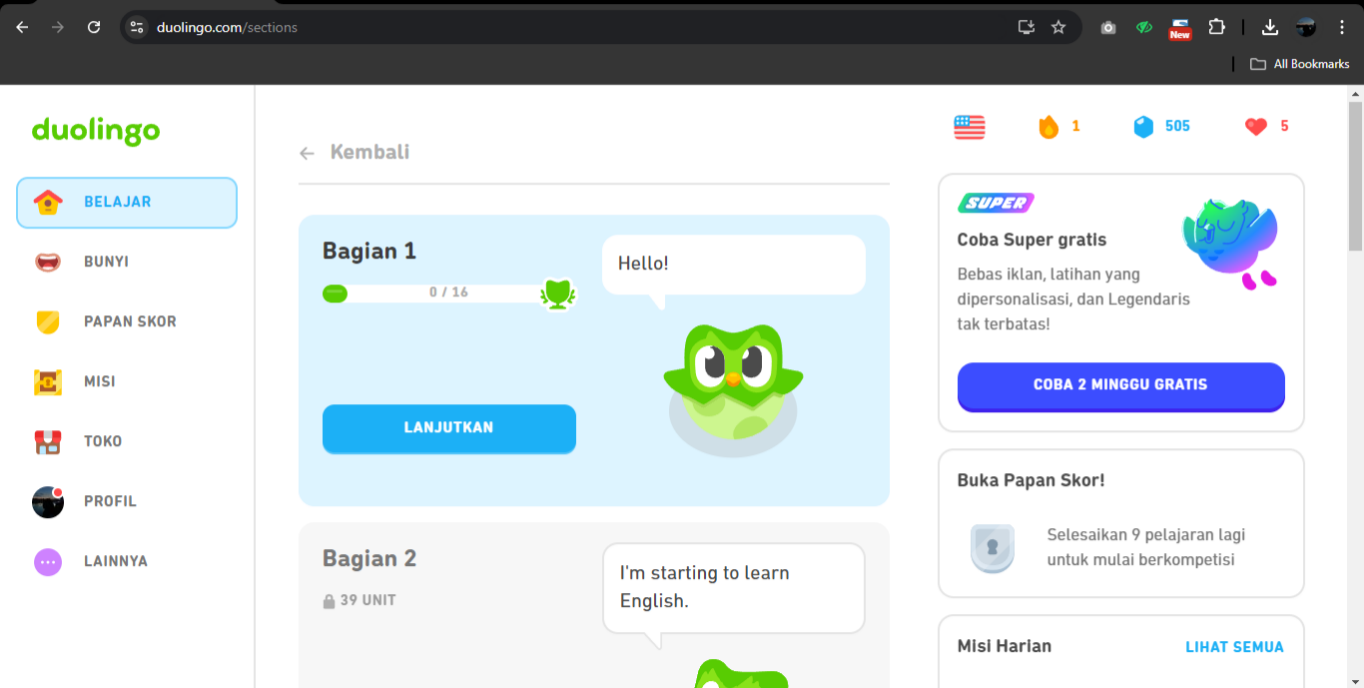 duolingo.com/sections
New
All Bookmarks
duolingo
BELAJAR
BUNYI
PAPAN SKOR
MISI
TOKO
PROFIL
LAINNYA
Kembali
Bagian 1
0 / 16
LANJUTKAN
Hello!
Bagian 2
39 UNIT
I'm starting to learn
English.
1
505
5
SUPER
Coba Super gratis
Bebas iklan, latihan yang
dipersonalisasi, dan Legendaris
tak terbatas!
COBA 2 MINGGU GRATIS
Buka Papan Skor!
Selesaikan 9 pelajaran lagi
untuk mulai berkompetisi
Misi Harian
LIHAT SEMUA